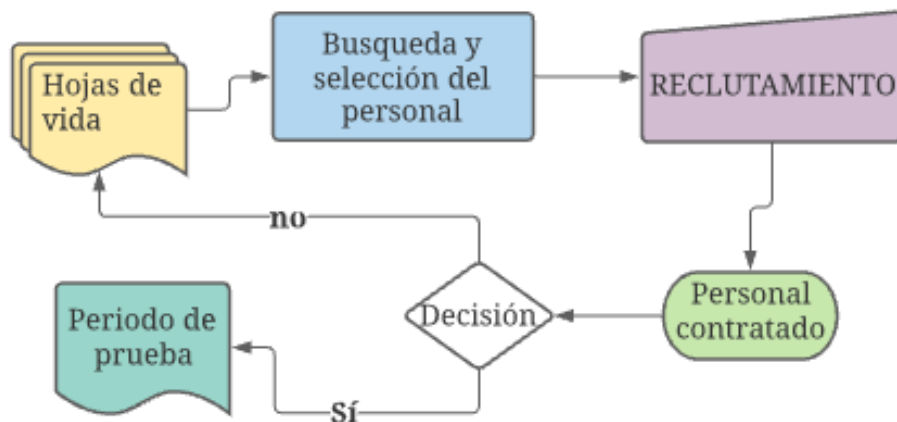 Hojas de
vida
Busqueda y
selección del
personal
RECLUTAMIENTO
no
Periodo de
prueba
Decisión
Personal
contratado
Sí